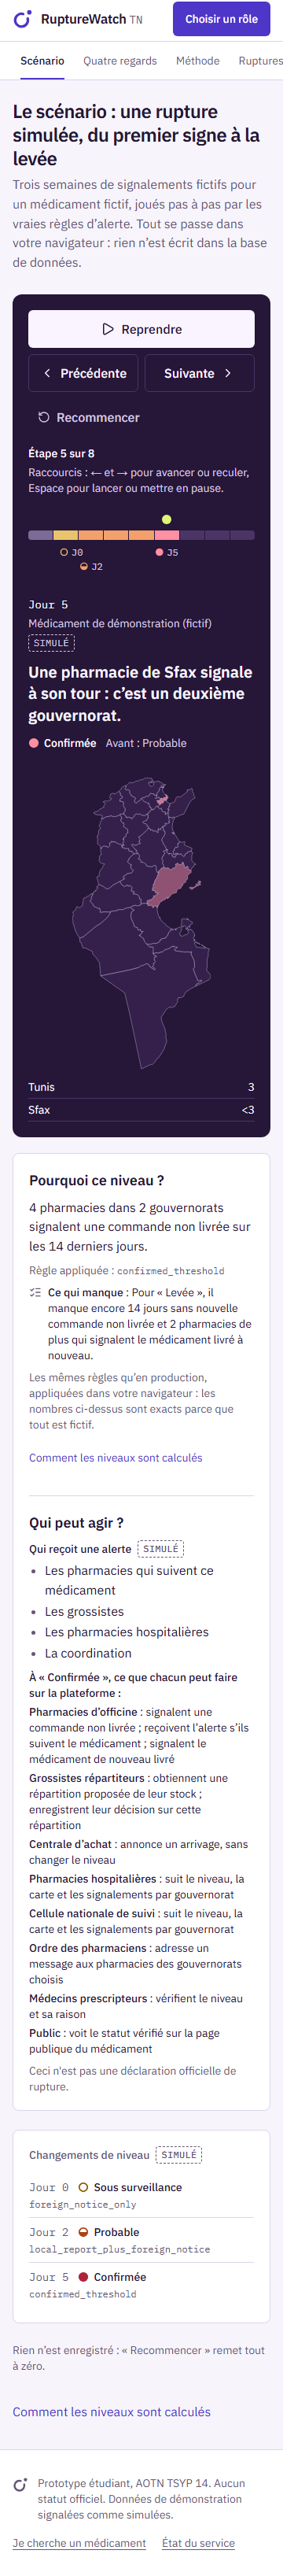 RuptureWatch TN
Choisir un rôle
Scénario Quatre regards Méthode Ruptures
Le scénario : une rupture
simulée, du premier signe à la
levée
Trois semaines de signalements fictifs pour
un médicament fictif, joués pas à pas par les
vraies règles d’alerte. Tout se passe dans
votre navigateur : rien n’est écrit dans la base
de données.
Reprendre
Précédente
Suivante
Recommencer
Étape 5 sur 8
Raccourcis : ← et → pour avancer ou reculer,
Espace pour lancer ou mettre en pause.
J0 J5
J2
Jour 5
Médicament de démonstration (fictif)
SIMULÉ
Une pharmacie de Sfax signale
à son tour : c’est un deuxième
gouvernorat.
Confirmée Avant : Probable
Tunis 3
Sfax <3
Pourquoi ce niveau ?
4 pharmacies dans 2 gouvernorats
signalent une commande non livrée sur
les 14 derniers jours.
Règle appliquée : confirmed_threshold
Ce qui manque : Pour « Levée », il
manque encore 14 jours sans nouvelle
commande non livrée et 2 pharmacies de
plus qui signalent le médicament livré à
nouveau.
Les mêmes règles qu’en production,
appliquées dans votre navigateur : les
nombres ci-dessus sont exacts parce que
tout est fictif.
Comment les niveaux sont calculés
Qui peut agir ?
Qui reçoit une alerte SIMULÉ
• Les pharmacies qui suivent ce
médicament
• Les grossistes
• Les pharmacies hospitalières
• La coordination
À « Confirmée », ce que chacun peut faire
sur la plateforme :
Pharmacies d’officine : signalent une
commande non livrée ; reçoivent l’alerte s’ils
suivent le médicament ; signalent le
médicament de nouveau livré
Grossistes répartiteurs : obtiennent une
répartition proposée de leur stock ;
enregistrent leur décision sur cette
répartition
Centrale d’achat : annonce un arrivage, sans
changer le niveau
Pharmacies hospitalières : suit le niveau, la
carte et les signalements par gouvernorat
Cellule nationale de suivi : suit le niveau, la
carte et les signalements par gouvernorat
Ordre des pharmaciens : adresse un
message aux pharmacies des gouvernorats
choisis
Médecins prescripteurs : vérifient le niveau
et sa raison
Public : voit le statut vérifié sur la page
publique du médicament
Ceci n'est pas une déclaration officielle de
rupture.
Changements de niveau SIMULÉ
Jour 0 Sous surveillance
foreign_notice_only
Jour 2 Probable
local_report_plus_foreign_notice
Jour 5 Confirmée
confirmed_threshold
Rien n’est enregistré : « Recommencer » remet tout
à zéro.
Comment les niveaux sont calculés
Prototype étudiant, AOTN TSYP 14. Aucun
statut officiel. Données de démonstration
signalées comme simulées.
Je cherche un médicament État du service